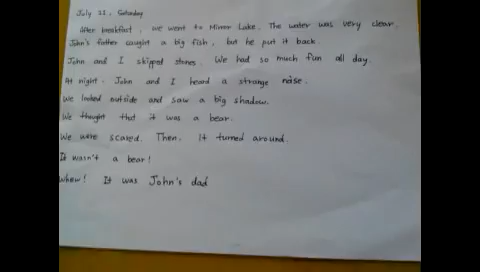 July 22, Saturday
After breakfast, we went to Mirror Lake. The water was very clear.
John's father caught a big fish, but he put it back.
John and I skipped stones. We had so much fun all day.
At night, John and I heard a strange noise.
We looked outside and saw a big shadow.
We thought that it was a bear.
We were scared. Then, it turned around.
It wasn't a bear!
Whew! It was John's dad